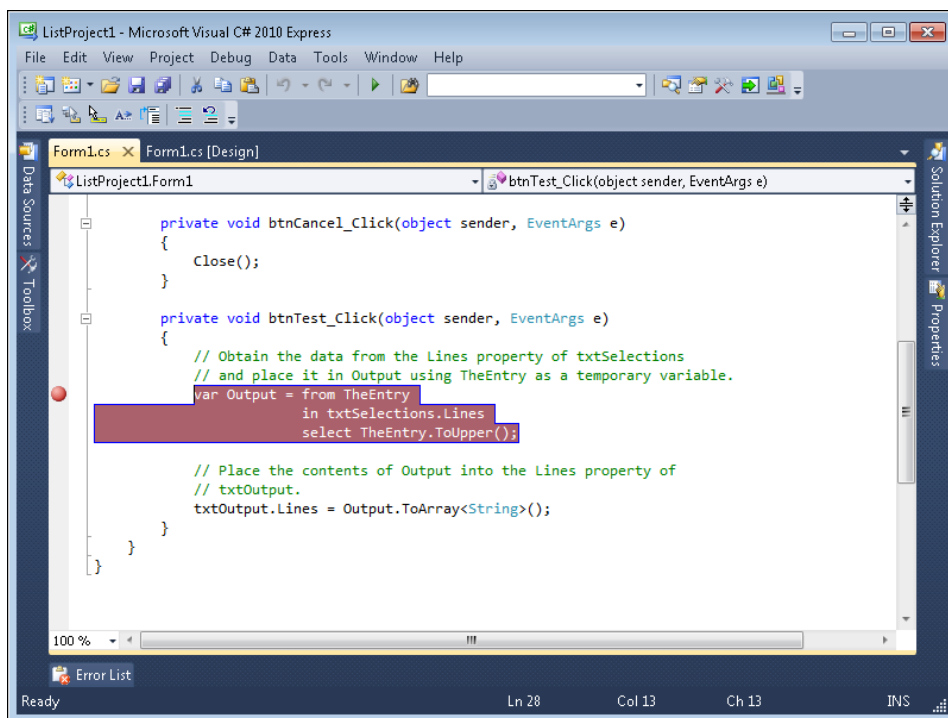 ListProject1 - Microsoft Visual C# 2010 Express
File Edit View Project Debug Data Tools Window Help
Form1.cs Form1.cs [Design]
ListProject1.Form1 btnTest_Click(object sender, EventArgs e)
Data Sources
Toolbox
Solution Explorer
Properties
private void btnCancel_Click(object sender, EventArgs e)
{
Close();
}
private void btnTest_Click(object sender, EventArgs e)
{
// Obtain the data from the Lines property of txtSelections
// and place it in Output using TheEntry as a temporary variable.
var Output = from TheEntry
in txtSelections.Lines
select TheEntry.ToUpper();
// Place the contents of Output into the Lines property of
// txtOutput.
txtOutput.Lines = Output.ToArray<String>();
}
}
}
100 %
Error List
Ready Ln 28 Col 13 Ch 13 INS